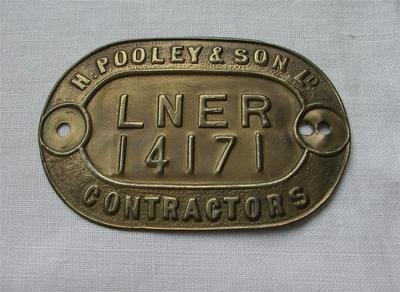 H. POOLEY & SON LD
LNER
14171
CONTRACTORS